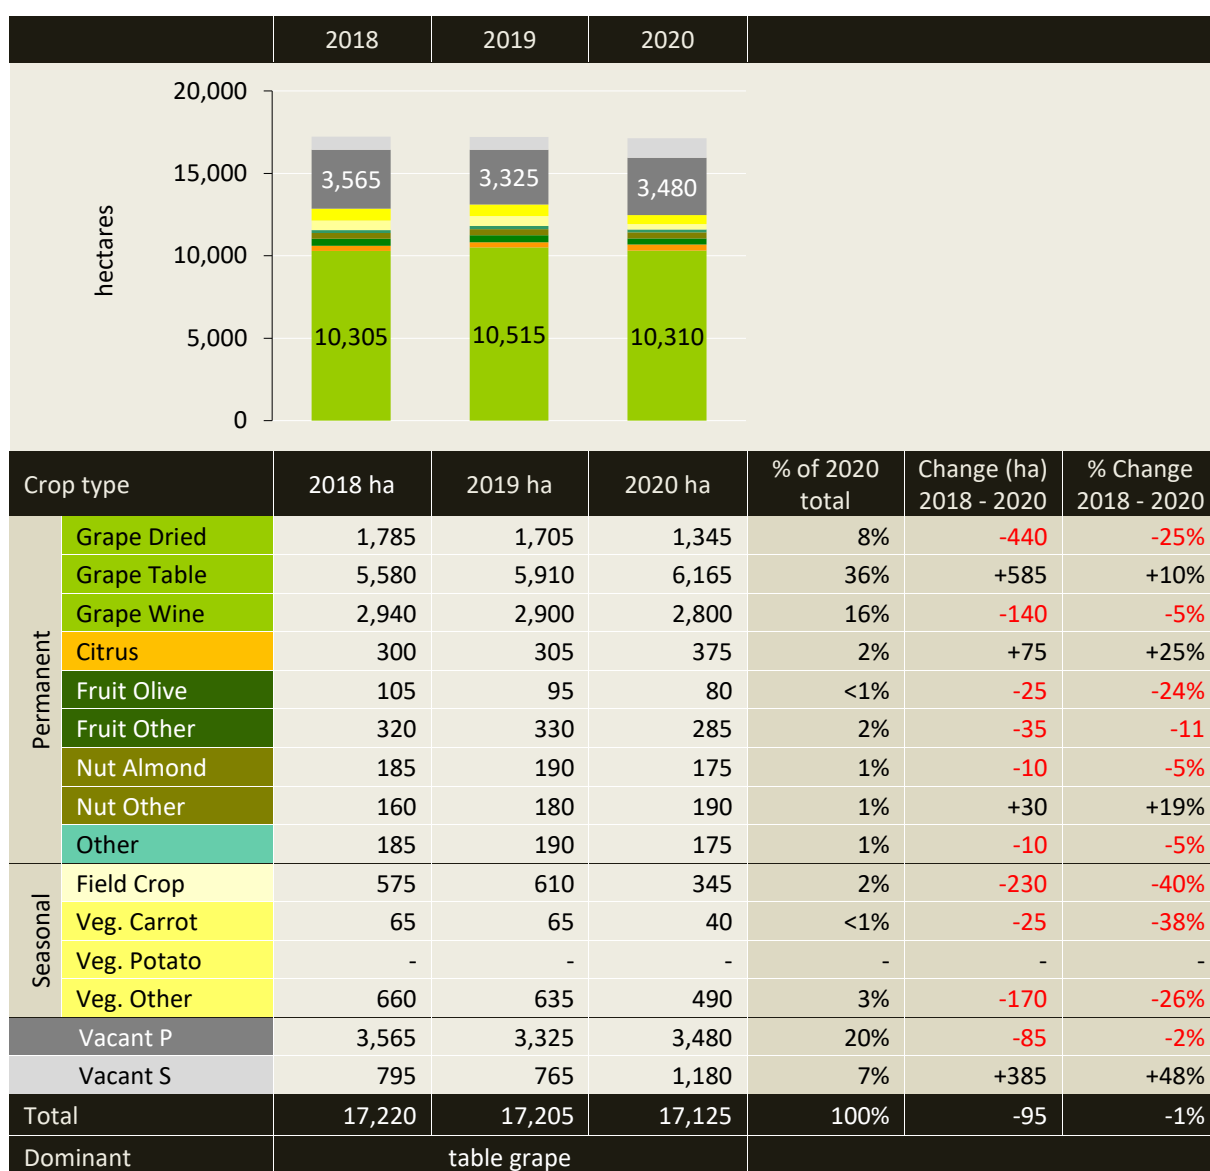 2018 2019 2020
20,000
15,000
10,000
5,000
0
hectares
3,565 3,325 3,480
10,305 10,515 10,310
Crop type 2018 ha 2019 ha 2020 ha % of 2020 total Change (ha) 2018 - 2020 % Change 2018 - 2020
Permanent
Grape Dried 1,785 1,705 1,345 8% -440 -25%
Grape Table 5,580 5,910 6,165 36% +585 +10%
Grape Wine 2,940 2,900 2,800 16% -140 -5%
Citrus 300 305 375 2% +75 +25%
Fruit Olive 105 95 80 <1% -25 -24%
Fruit Other 320 330 285 2% -35 -11
Nut Almond 185 190 175 1% -10 -5%
Nut Other 160 180 190 1% +30 +19%
Other 185 190 175 1% -10 -5%
Seasonal
Field Crop 575 610 345 2% -230 -40%
Veg. Carrot 65 65 40 <1% -25 -38%
Veg. Potato - - - - - -
Veg. Other 660 635 490 3% -170 -26%
Vacant P 3,565 3,325 3,480 20% -85 -2%
Vacant S 795 765 1,180 7% +385 +48%
Total 17,220 17,205 17,125 100% -95 -1%
Dominant table grape